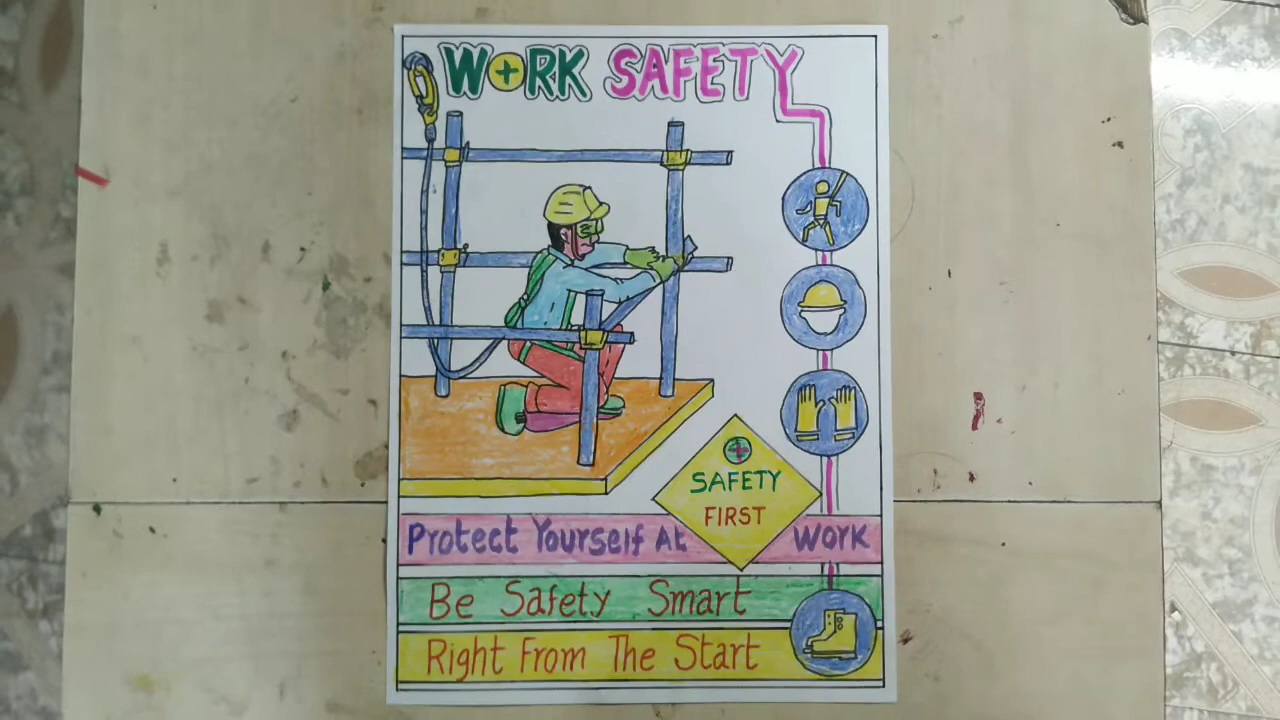 WORK SAFETY
SAFETY
FIRST
Protect Yourself At WORK
Be Safety Smart
Right From The Start